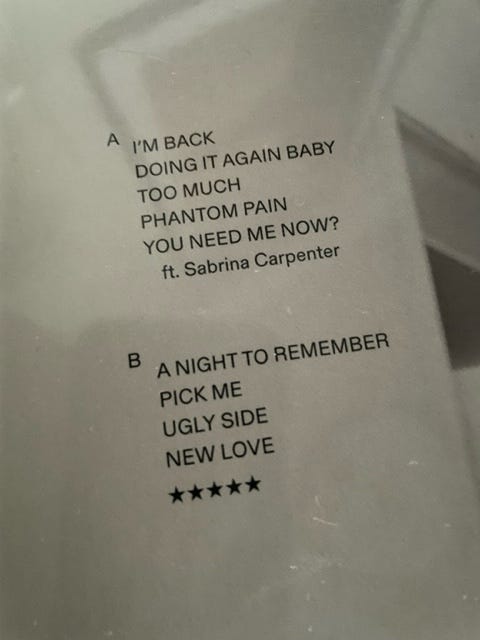 A I'M BACK
DOING IT AGAIN BABY
TOO MUCH
PHANTOM PAIN
YOU NEED ME NOW?
ft. Sabrina Carpenter
B A NIGHT TO REMEMBER
PICK ME
UGLY SIDE
NEW LOVE
★★★★★